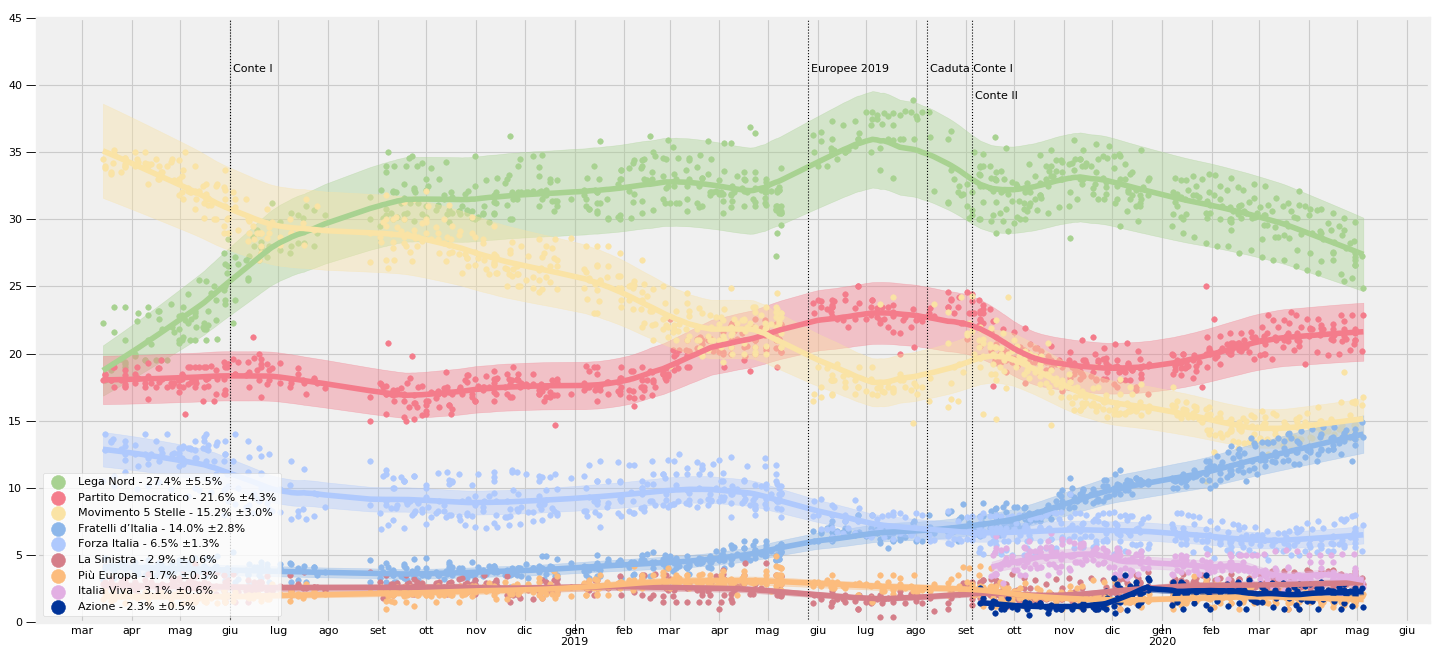 45
40
35
30
25
20
15
10
5
0
Conte I
Europee 2019
Caduta Conte I
Conte II
Lega Nord - 27.4% ±5.5%
Partito Democratico - 21.6% ±4.3%
Movimento 5 Stelle - 15.2% ±3.0%
Fratelli d’Italia - 14.0% ±2.8%
Forza Italia - 6.5% ±1.3%
La Sinistra - 2.9% ±0.6%
Più Europa - 1.7% ±0.3%
Italia Viva - 3.1% ±0.6%
Azione - 2.3% ±0.5%
mar apr mag giu lug ago set ott nov dic gen feb mar apr mag giu lug ago set ott nov dic gen feb mar apr mag giu
2019 2020